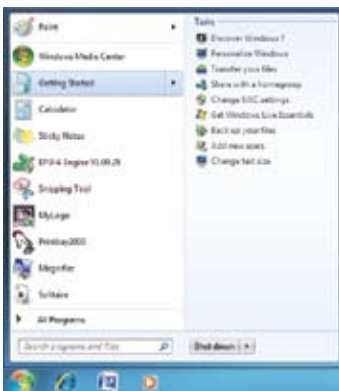 Paint
Windows Media Center
Getting Started
Calculator
Sticky Notes
Snipping Tool
Magnifier
Solitaire
All Programs
Search programs and files
Tasks
Discover Windows 7
Personalize Windows
Transfer your files
Share with a homegroup
Change UAC settings
Get Windows Live Essentials
Back up your files
Add new users
Change text size
Shut down